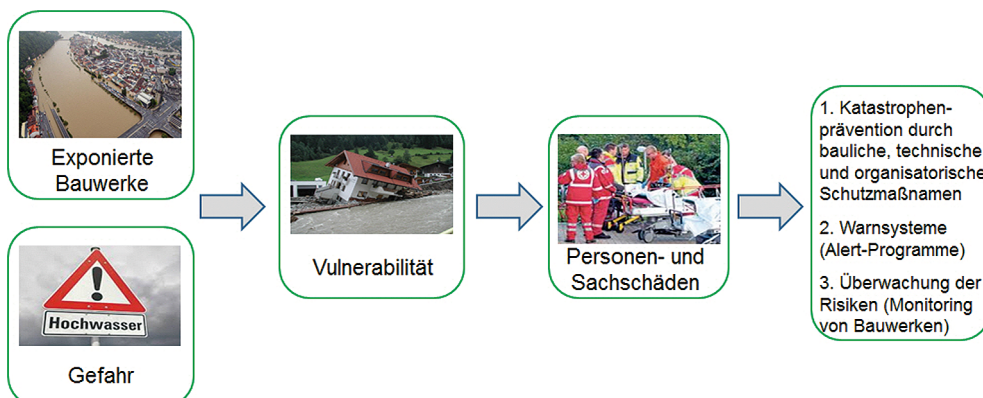 Exponierte
Bauwerke
Hochwasser
Gefahr
Vulnerabilität
Personen- und
Sachschäden
1. Katastrophen-
prävention durch
bauliche, technische
und organisatorische
Schutzmaßnamen
2. Warnsysteme
(Alert-Programme)
3. Überwachung der
Risiken (Monitoring
von Bauwerken)